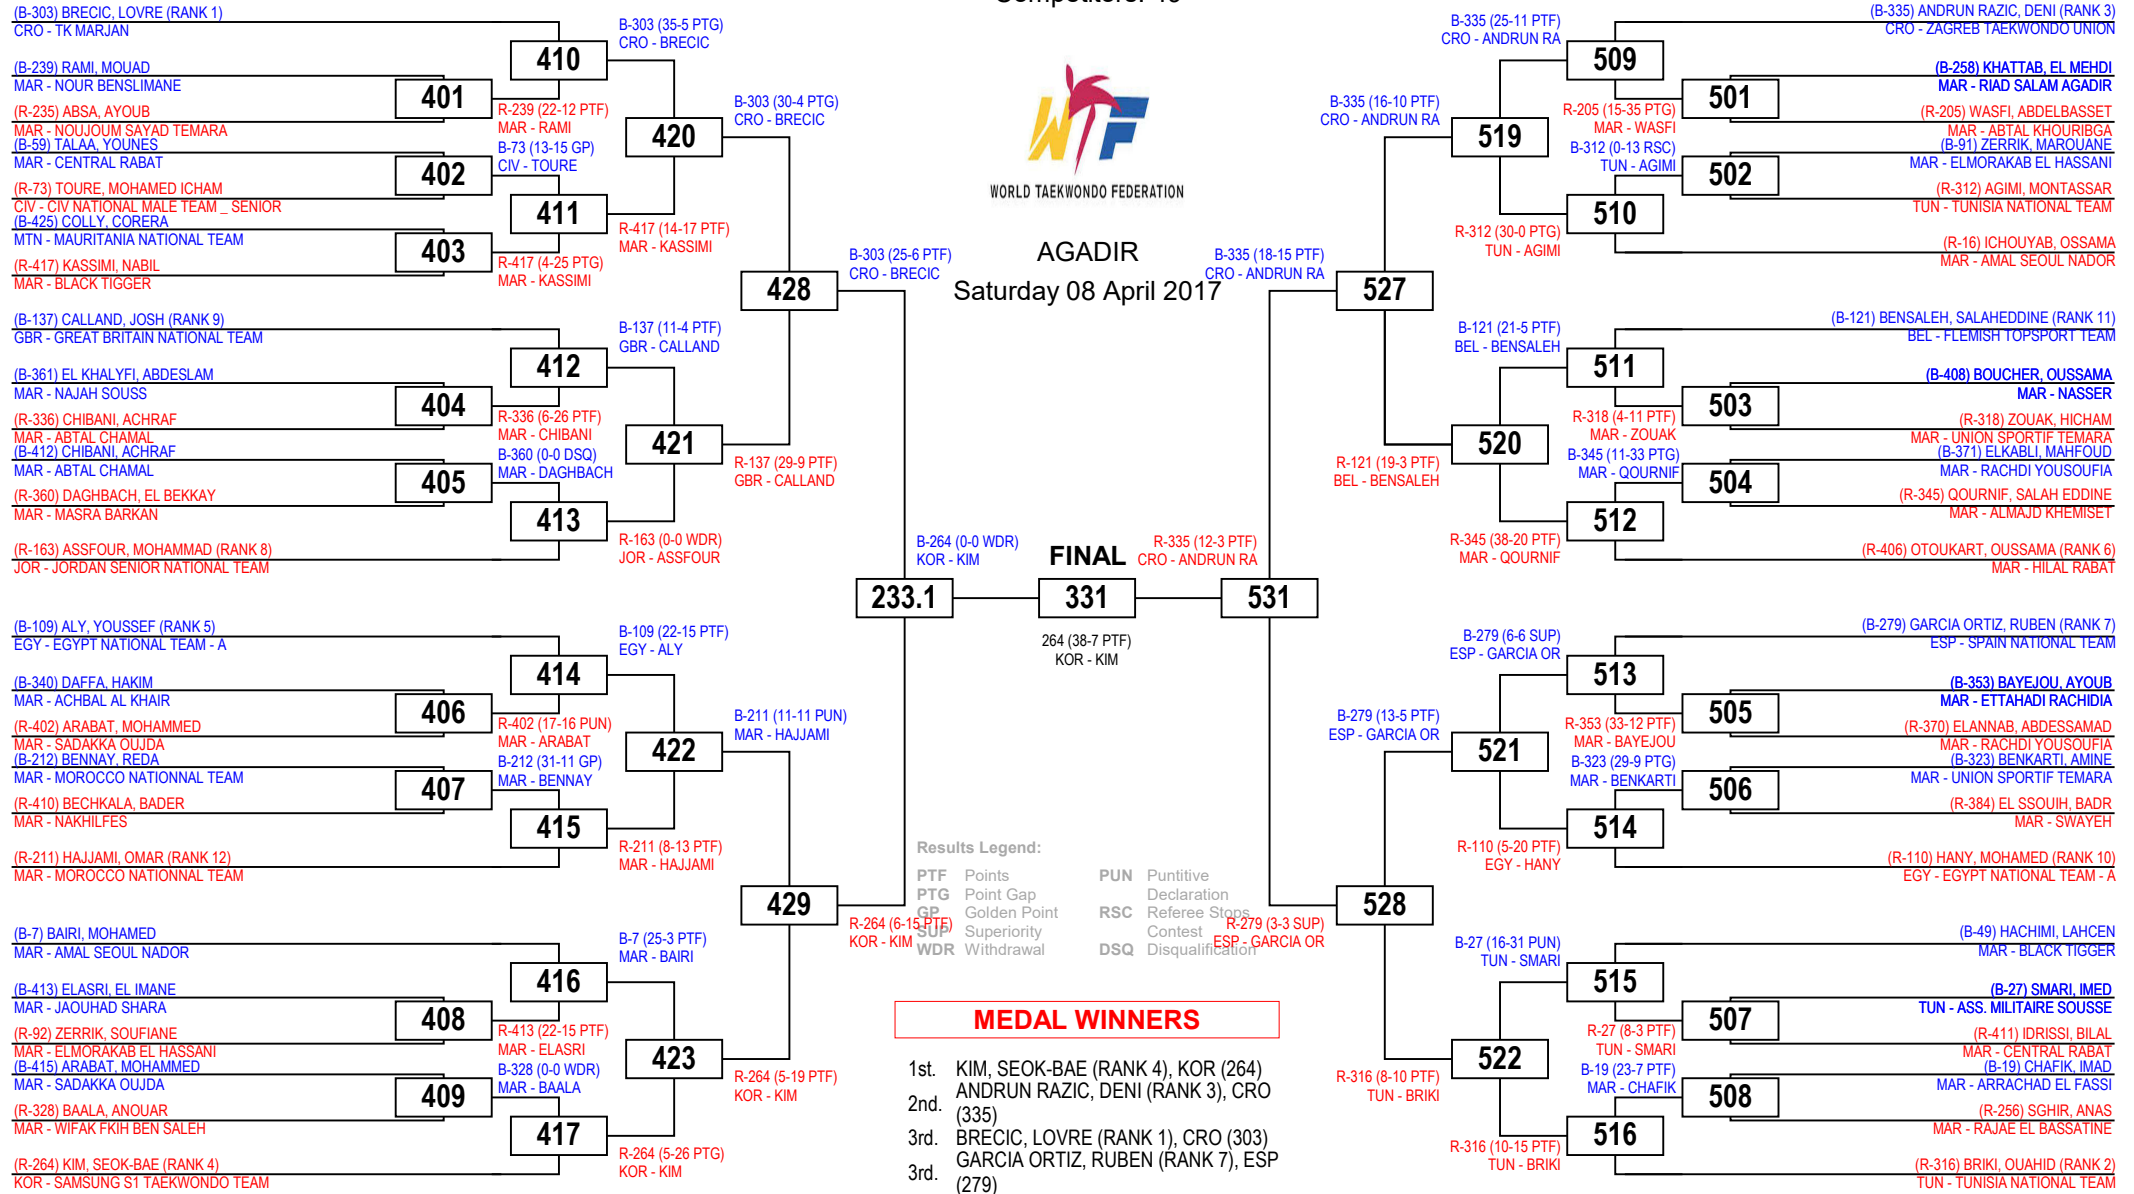 Competitors: 40
(B-303) BRECIC, LOVRE (RANK 1)
CRO - TK MARJAN
(B-239) RAMI, MOUAD
MAR - NOUR BENSLIMANE
(R-235) ABSA, AYOUB
MAR - NOUJOUM SAYAD TEMARA
(B-59) TALAA, YOUNES
MAR - CENTRAL RABAT
(R-73) TOURE, MOHAMED ICHAM
CIV - CIV NATIONAL MALE TEAM _ SENIOR
(B-425) COLLY, CORERA
MTN - MAURITANIA NATIONAL TEAM
(R-417) KASSIMI, NABIL
MAR - BLACK TIGGER
(B-137) CALLAND, JOSH (RANK 9)
GBR - GREAT BRITAIN NATIONAL TEAM
(B-361) EL KHALYFI, ABDESLAM
MAR - NAJAH SOUSS
(R-336) CHIBANI, ACHRAF
MAR - ABTAL CHAMAL
(B-412) CHIBANI, ACHRAF
MAR - ABTAL CHAMAL
(R-360) DAGHBACH, EL BEKKAY
MAR - MASRA BARKAN
(R-163) ASSFOUR, MOHAMMAD (RANK 8)
JOR - JORDAN SENIOR NATIONAL TEAM
(B-109) ALY, YOUSSEF (RANK 5)
EGY - EGYPT NATIONAL TEAM - A
(B-340) DAFFA, HAKIM
MAR - ACHBAL AL KHAIR
(R-402) ARABAT, MOHAMMED
MAR - SADAKKA OUJDA
(B-212) BENNAY, REDA
MAR - MOROCCO NATIONNAL TEAM
(R-410) BECHKALA, BADER
MAR - NAKHILFES
(R-211) HAJJAMI, OMAR (RANK 12)
MAR - MOROCCO NATIONNAL TEAM
(B-7) BAIRI, MOHAMED
MAR - AMAL SEOUL NADOR
(B-413) ELASRI, EL IMANE
MAR - JAOUHAD SHARA
(R-92) ZERRIK, SOUFIANE
MAR - ELMORAKAB EL HASSANI
(B-415) ARABAT, MOHAMMED
MAR - SADAKKA OUJDA
(R-328) BAALA, ANOUAR
MAR - WIFAK FKIH BEN SALEH
(R-264) KIM, SEOK-BAE (RANK 4)
KOR - SAMSUNG S1 TAEKWONDO TEAM
401
402
403
404
405
406
407
408
409
R-239 (22-12 PTF)
MAR - RAMI
B-73 (13-15 GP)
CIV - TOURE
R-417 (4-25 PTG)
MAR - KASSIMI
R-336 (6-26 PTF)
MAR - CHIBANI
B-360 (0-0 DSQ)
MAR - DAGHBACH
R-402 (17-16 PUN)
MAR - ARABAT
B-212 (31-11 GP)
MAR - BENNAY
R-413 (22-15 PTF)
MAR - ELASRI
B-328 (0-0 WDR)
MAR - BAALA
410
411
412
413
414
415
416
417
B-303 (35-5 PTG)
CRO - BRECIC
R-417 (14-17 PTF)
MAR - KASSIMI
B-137 (11-4 PTF)
GBR - CALLAND
R-163 (0-0 WDR)
JOR - ASSFOUR
B-109 (22-15 PTF)
EGY - ALY
R-211 (8-13 PTF)
MAR - HAJJAMI
B-7 (25-3 PTF)
MAR - BAIRI
R-264 (5-26 PTG)
KOR - KIM
420
421
422
423
B-303 (30-4 PTG)
CRO - BRECIC
R-137 (29-9 PTF)
GBR - CALLAND
B-211 (11-11 PUN)
MAR - HAJJAMI
R-264 (5-19 PTF)
KOR - KIM
428
429
B-303 (25-6 PTF)
CRO - BRECIC
R-264 (6-15 PTF)
KOR - KIM
233.1
B-264 (0-0 WDR)
KOR - KIM
WTF
WORLD TAEKWONDO FEDERATION
AGADIR
Saturday 08 April 2017
FINAL
331
264 (38-7 PTF)
KOR - KIM
R-335 (12-3 PTF)
CRO - ANDRUN RA
531
B-335 (18-15 PTF)
CRO - ANDRUN RA
R-279 (3-3 SUP)
ESP - GARCIA OR
527
528
B-335 (16-10 PTF)
CRO - ANDRUN RA
R-121 (19-3 PTF)
BEL - BENSALEH
B-279 (13-5 PTF)
ESP - GARCIA OR
R-316 (8-10 PTF)
TUN - BRIKI
519
520
521
522
B-335 (25-11 PTF)
CRO - ANDRUN RA
R-312 (30-0 PTG)
TUN - AGIMI
B-121 (21-5 PTF)
BEL - BENSALEH
R-345 (38-20 PTF)
MAR - QOURNIF
B-279 (6-6 SUP)
ESP - GARCIA OR
R-110 (5-20 PTF)
EGY - HANY
B-27 (16-31 PUN)
TUN - SMARI
R-316 (10-15 PTF)
TUN - BRIKI
509
510
511
512
513
514
515
516
R-205 (15-35 PTG)
MAR - WASFI
B-312 (0-13 RSC)
TUN - AGIMI
R-318 (4-11 PTF)
MAR - ZOUAK
B-345 (11-33 PTG)
MAR - QOURNIF
R-353 (33-12 PTF)
MAR - BAYEJOU
B-323 (29-9 PTG)
MAR - BENKARTI
R-27 (8-3 PTF)
TUN - SMARI
B-19 (23-7 PTF)
MAR - CHAFIK
501
502
503
504
505
506
507
508
(B-335) ANDRUN RAZIC, DENI (RANK 3)
CRO - ZAGREB TAEKWONDO UNION
(B-258) KHATTAB, EL MEHDI
MAR - RIAD SALAM AGADIR
(R-205) WASFI, ABDELBASSET
MAR - ABTAL KHOURIBGA
(B-91) ZERRIK, MAROUANE
MAR - ELMORAKAB EL HASSANI
(R-312) AGIMI, MONTASSAR
TUN - TUNISIA NATIONAL TEAM
(R-16) ICHOUYAB, OSSAMA
MAR - AMAL SEOUL NADOR
(B-121) BENSALEH, SALAHEDDINE (RANK 11)
BEL - FLEMISH TOPSPORT TEAM
(B-408) BOUCHER, OUSSAMA
MAR - NASSER
(R-318) ZOUAK, HICHAM
MAR - UNION SPORTIF TEMARA
(B-371) ELKABLI, MAHFOUD
MAR - RACHDI YOUSOUFIA
(R-345) QOURNIF, SALAH EDDINE
MAR - ALMAJD KHEMISET
(R-406) OTOUKART, OUSSAMA (RANK 6)
MAR - HILAL RABAT
(B-279) GARCIA ORTIZ, RUBEN (RANK 7)
ESP - SPAIN NATIONAL TEAM
(B-353) BAYEJOU, AYOUB
MAR - ETTAHADI RACHIDIA
(R-370) ELANNAB, ABDESSAMAD
MAR - RACHDI YOUSOUFIA
(B-323) BENKARTI, AMINE
MAR - UNION SPORTIF TEMARA
(R-384) EL SSOUIH, BADR
MAR - SWAYEH
(R-110) HANY, MOHAMED (RANK 10)
EGY - EGYPT NATIONAL TEAM - A
(B-49) HACHIMI, LAHCEN
MAR - BLACK TIGGER
(B-27) SMARI, IMED
TUN - ASS. MILITAIRE SOUSSE
(R-411) IDRISSI, BILAL
MAR - CENTRAL RABAT
(B-19) CHAFIK, IMAD
MAR - ARRACHAD EL FASSI
(R-256) SGHIR, ANAS
MAR - RAJAE EL BASSATINE
(R-316) BRIKI, OUAHID (RANK 2)
TUN - TUNISIA NATIONAL TEAM
Results Legend:
PTF Points
PTG Point Gap
GP Golden Point
SUP Superiority
WDR Withdrawal
PUN Puntitive
Declaration
RSC Referee Stops
Contest
DSQ Disqualification
MEDAL WINNERS
1st. KIM, SEOK-BAE (RANK 4), KOR (264)
2nd. ANDRUN RAZIC, DENI (RANK 3), CRO
(335)
3rd. BRECIC, LOVRE (RANK 1), CRO (303)
3rd. GARCIA ORTIZ, RUBEN (RANK 7), ESP
(279)